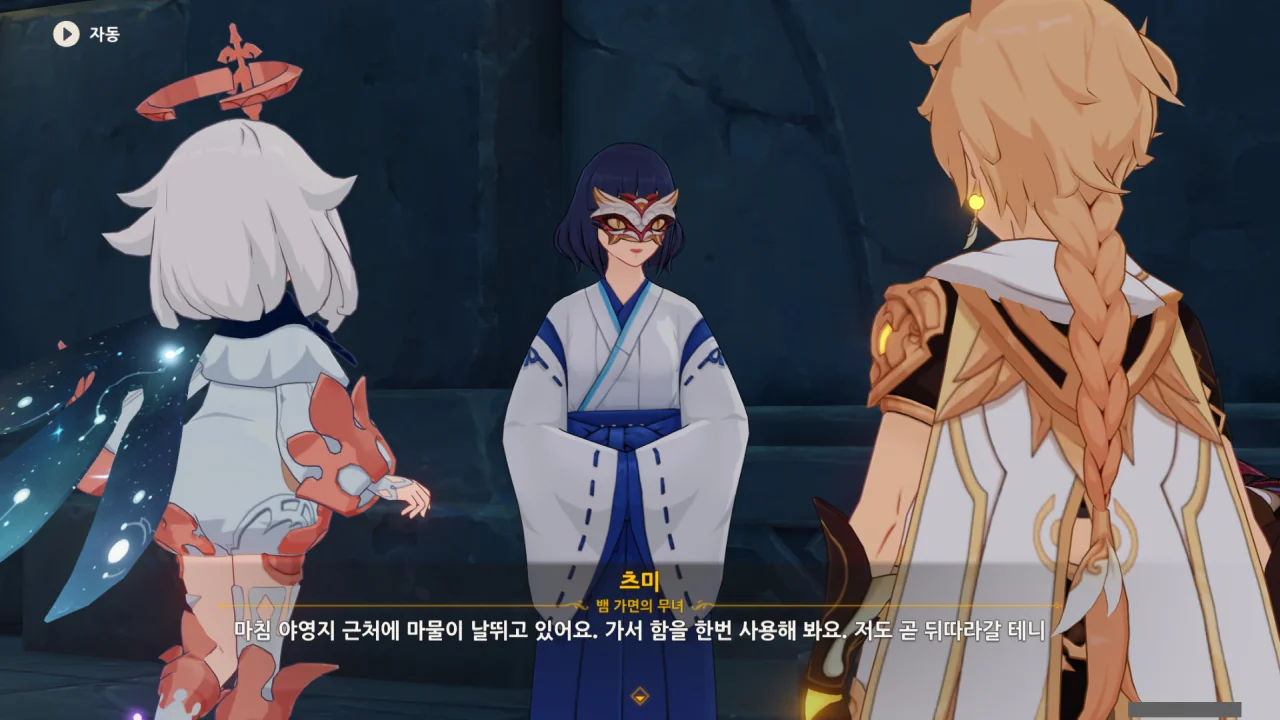 자동
츠미
뱀 가면의 무녀
마침 야영지 근처에 마물이 날뛰고 있어요. 가서 함을 한번 사용해 봐요. 저도 곧 뒤따라갈 테니